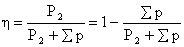 η = P₂ / (P₂ + Σp) = 1 − Σp / (P₂ + Σp)